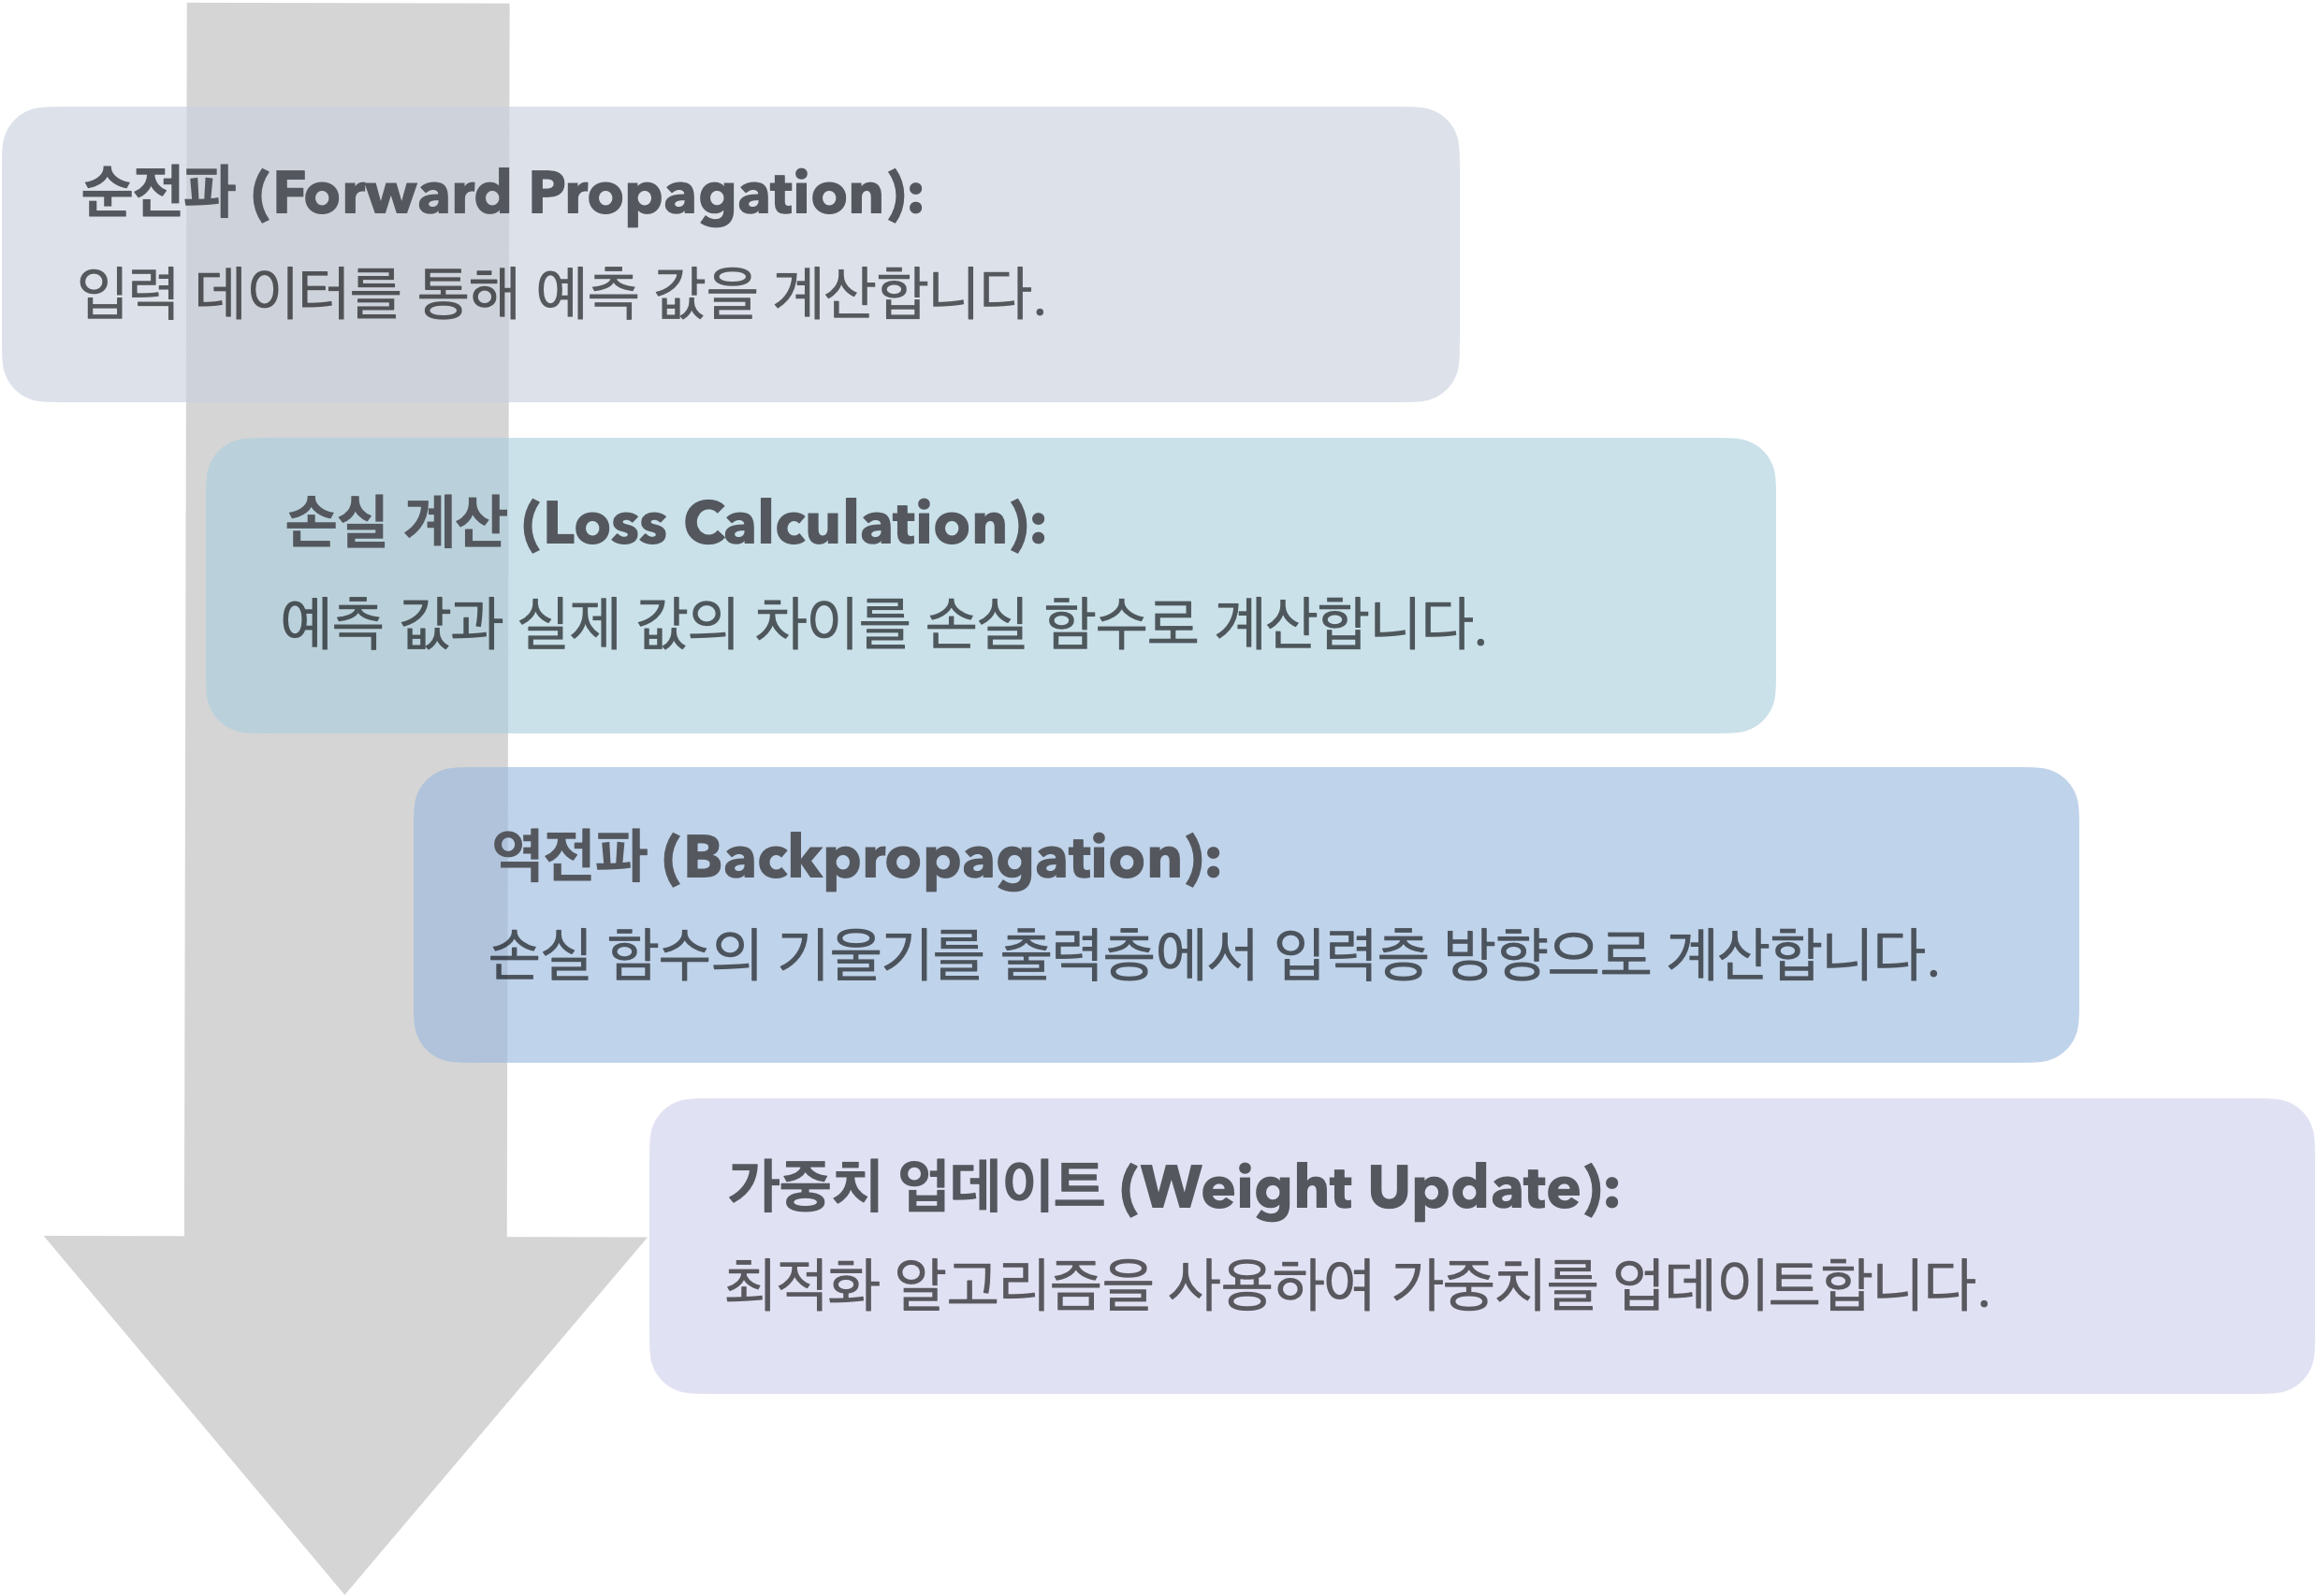 순전파 (Forward Propagation):
입력 데이터를 통해 예측 값을 계산합니다.
손실 계산 (Loss Calculation):
예측 값과 실제 값의 차이를 손실 함수로 계산합니다.
역전파 (Backpropagation):
손실 함수의 기울기를 출력층에서 입력층 방향으로 계산합니다.
가중치 업데이트 (Weight Update):
최적화 알고리즘을 사용하여 가중치를 업데이트합니다.